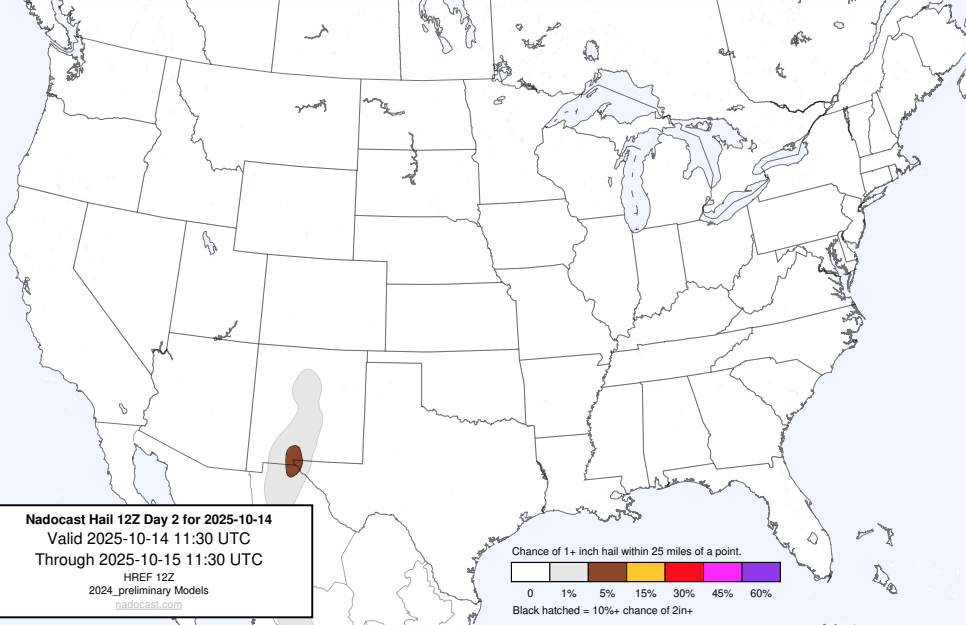 Nadocast Hail 12Z Day 2 for 2025-10-14
Valid 2025-10-14 11:30 UTC
Through 2025-10-15 11:30 UTC
HREF 12Z
2024_preliminary Models
nadocast.com
Chance of 1+ inch hail within 25 miles of a point.
0 1% 5% 15% 30% 45% 60%
Black hatched = 10%+ chance of 2in+